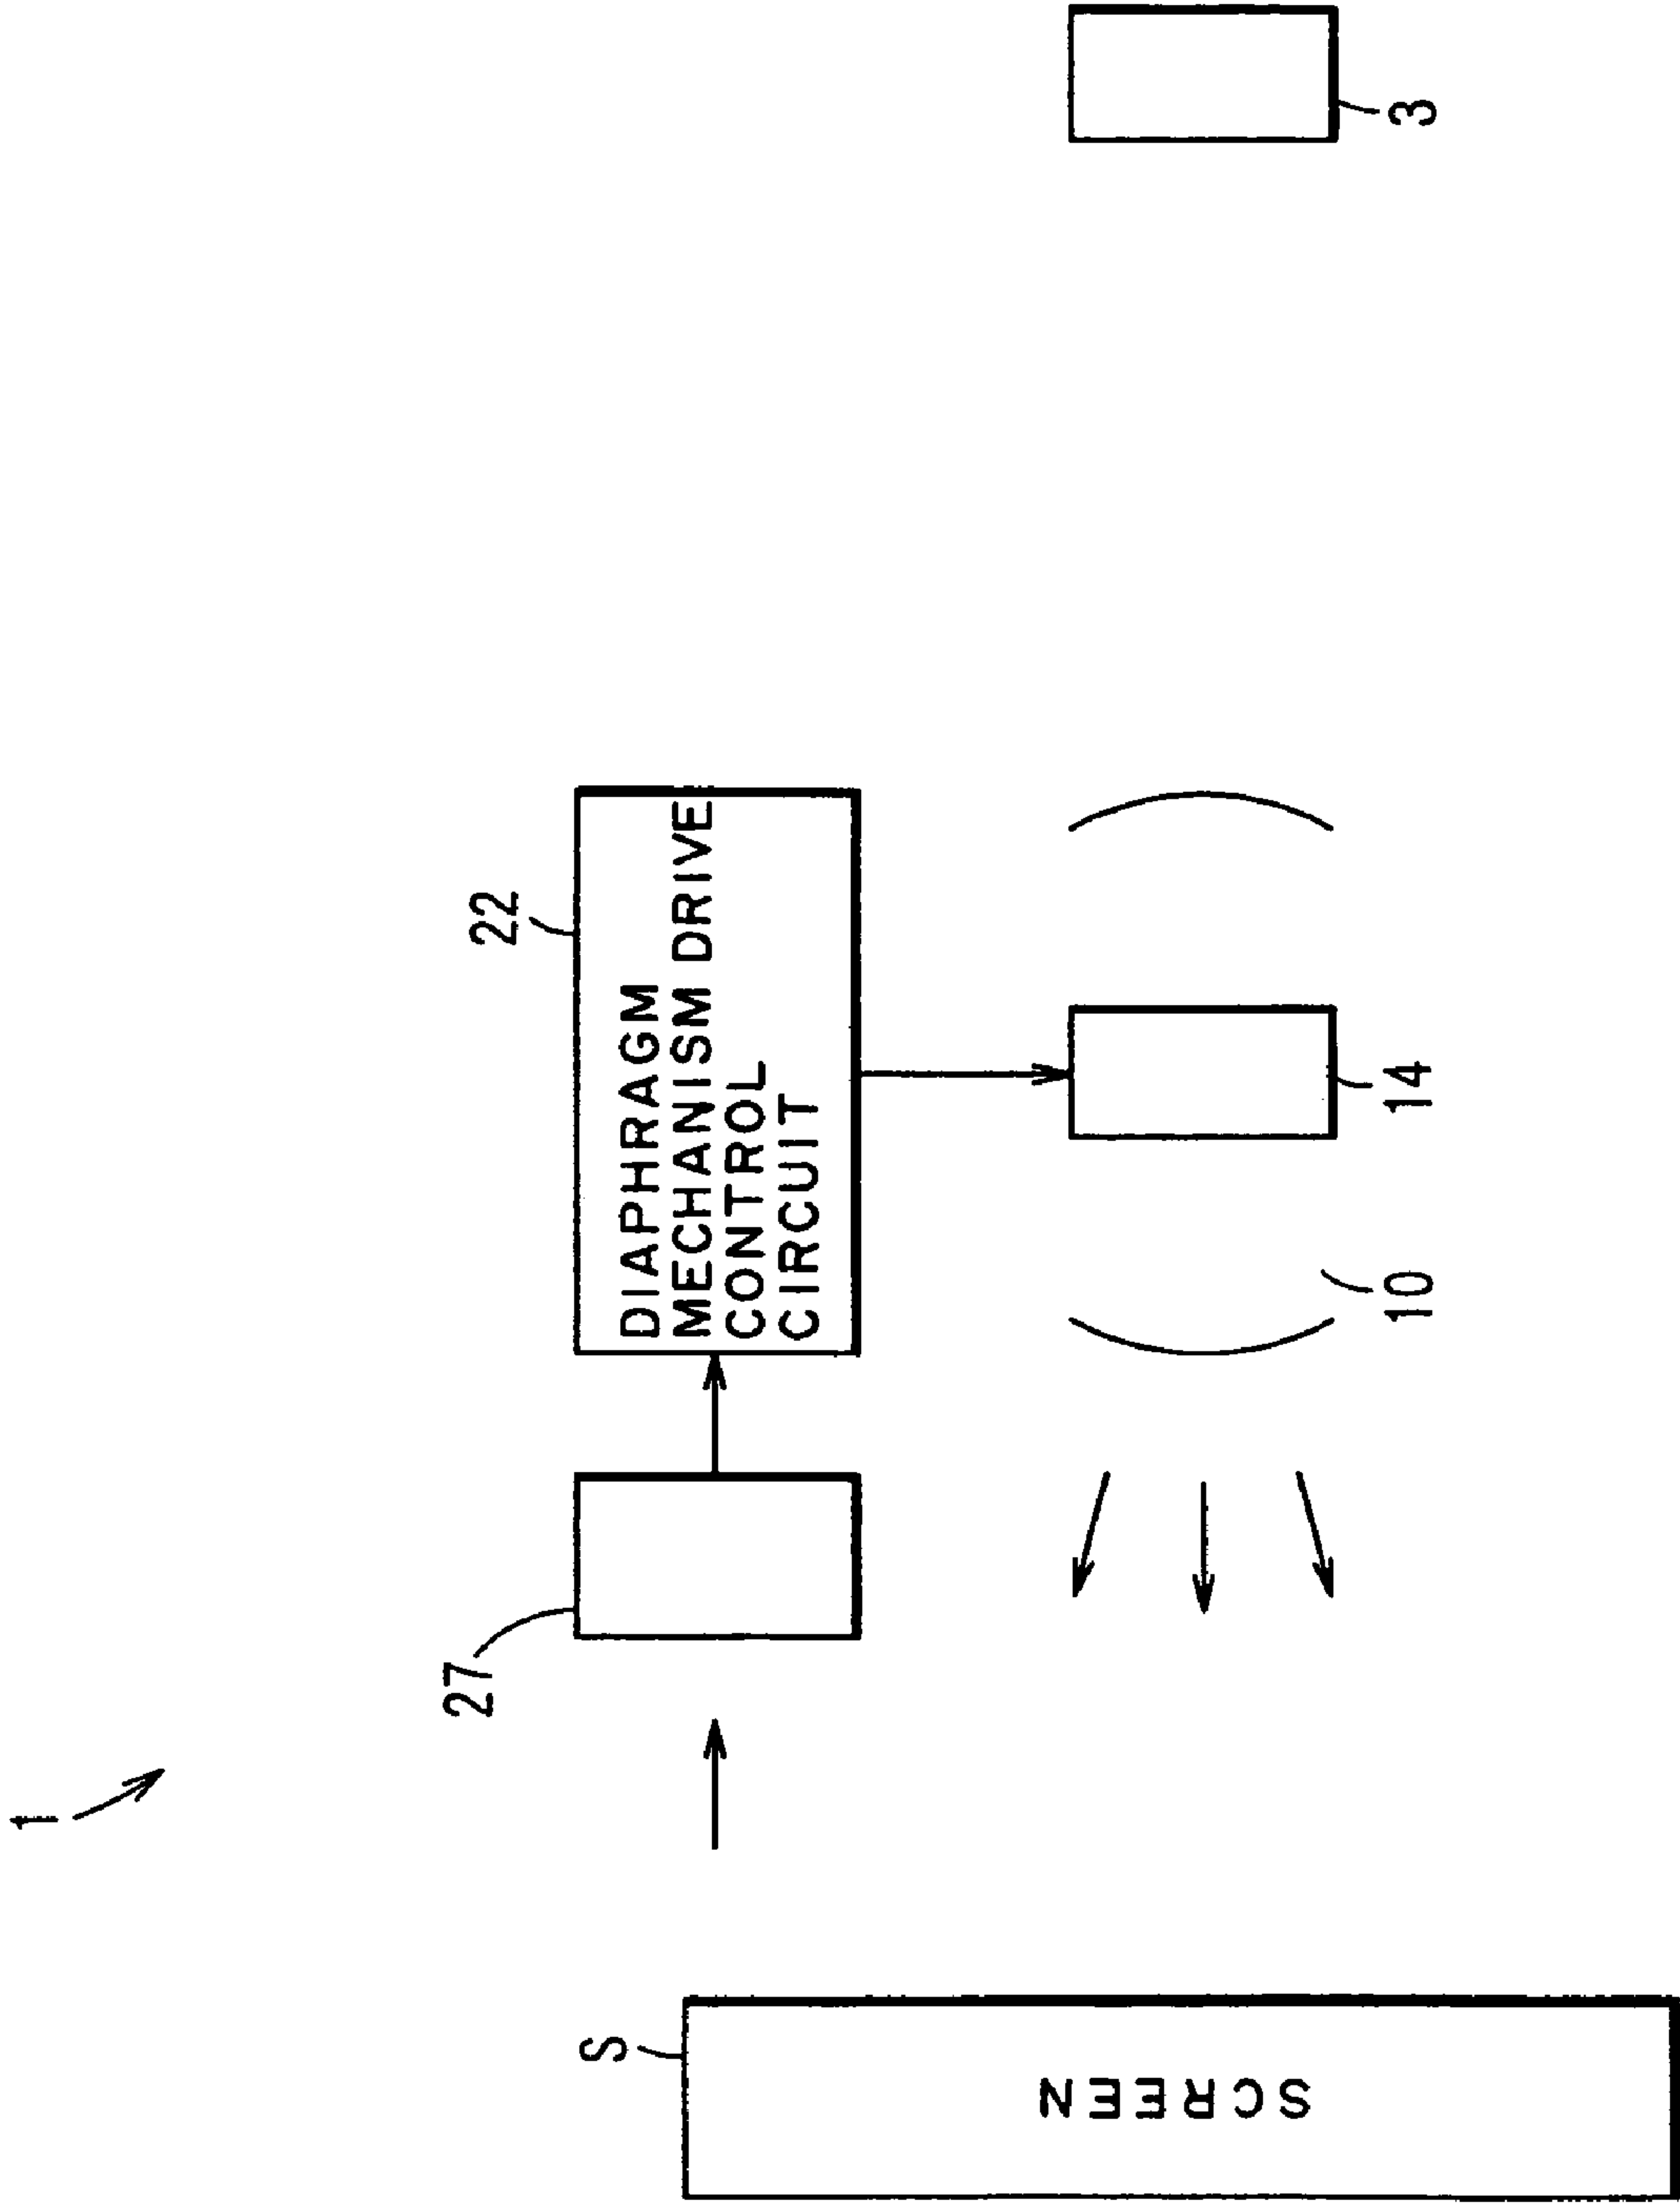 1
S
SCREEN
27
22
DIAPHRAGM
MECHANISM DRIVE
CONTROL
CIRCUIT
10
14
3